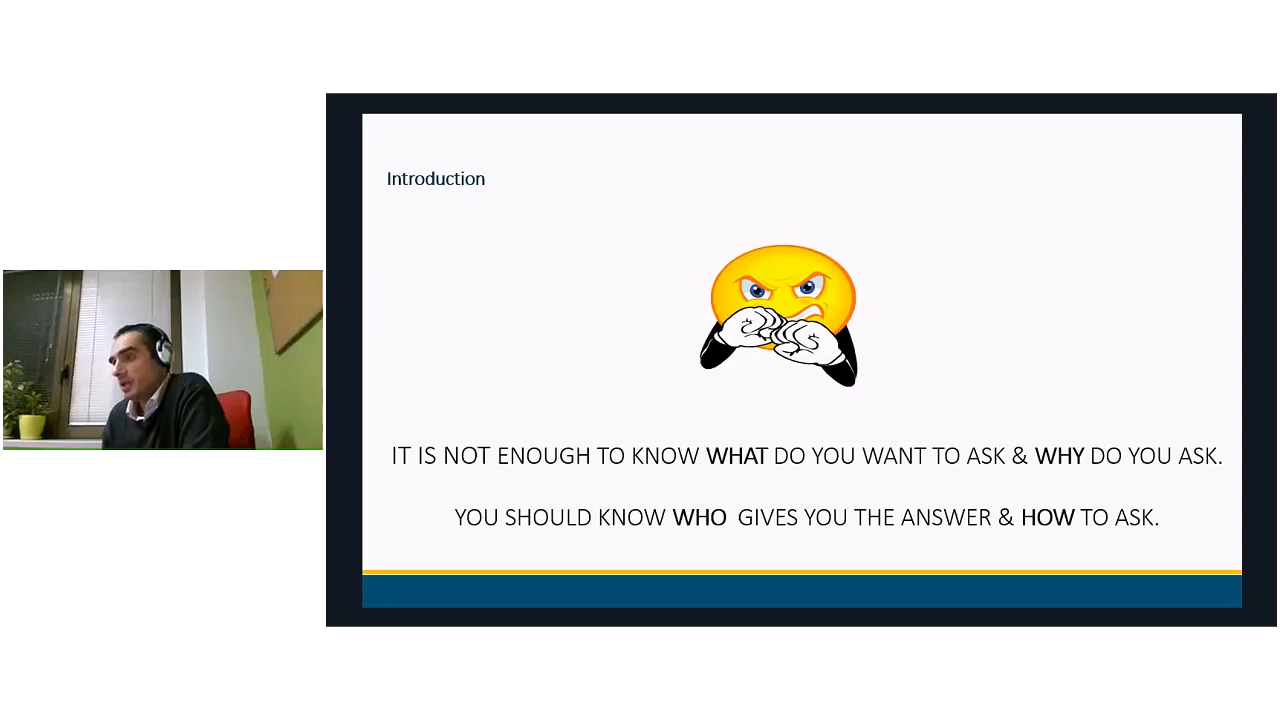 Introduction
IT IS NOT ENOUGH TO KNOW WHAT DO YOU WANT TO ASK & WHY DO YOU ASK.
YOU SHOULD KNOW WHO GIVES YOU THE ANSWER & HOW TO ASK.